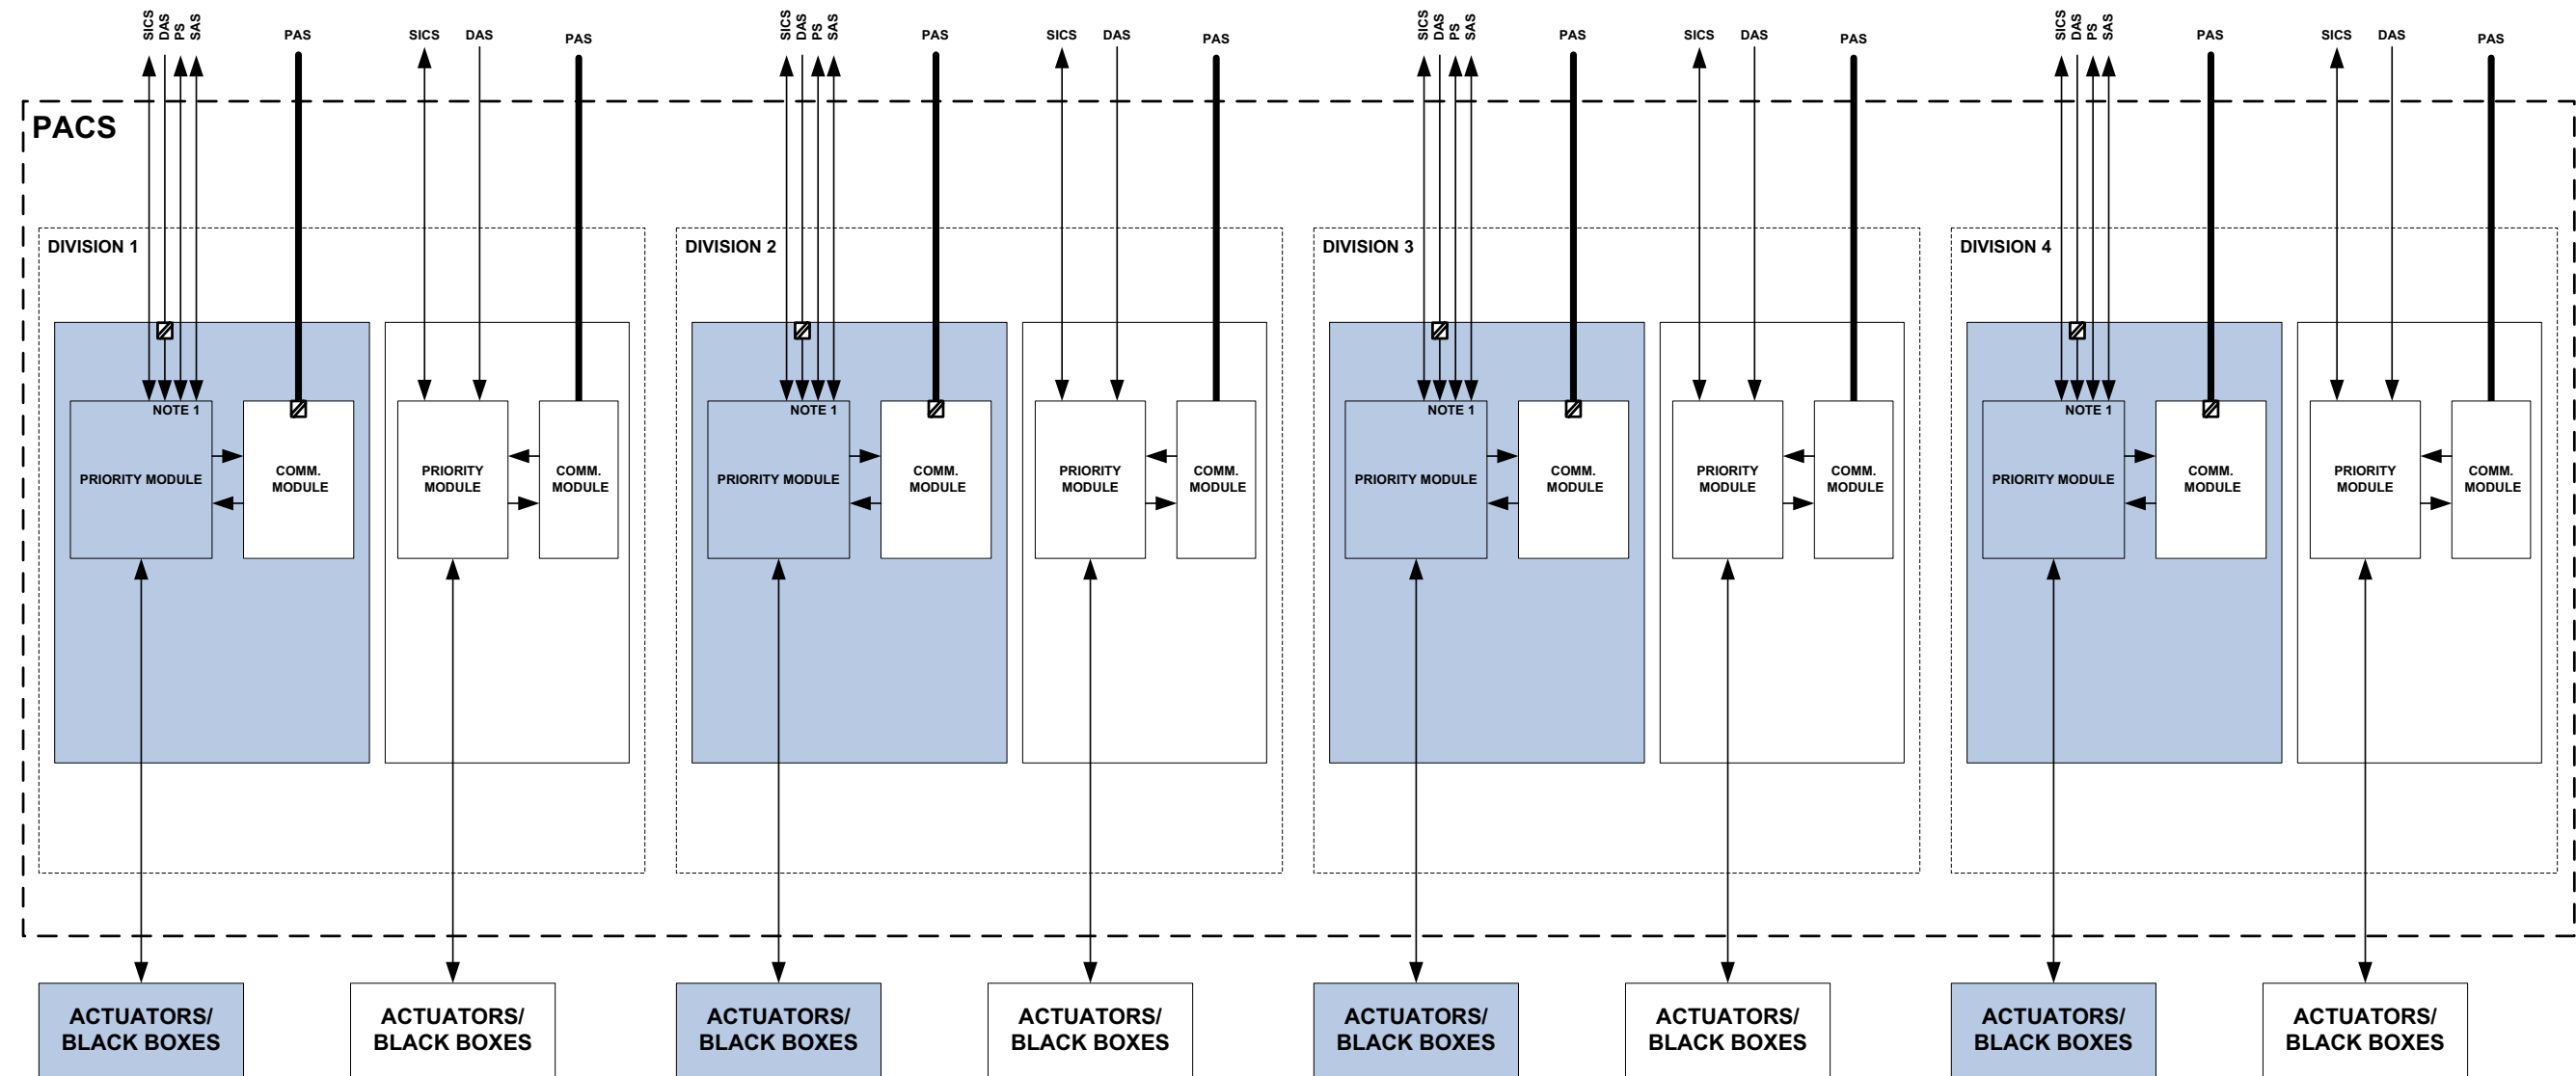 SICS
DAS
PS
SAS
PAS
SICS
DAS
PAS
SICS
DAS
PS
SAS
PAS
SICS
DAS
PAS
SICS
DAS
PS
SAS
PAS
SICS
DAS
PAS
SICS
DAS
PS
SAS
PAS
SICS
DAS
PAS
PACS
DIVISION 1
NOTE 1
PRIORITY MODULE
COMM.
MODULE
PRIORITY
MODULE
COMM.
MODULE
DIVISION 2
NOTE 1
PRIORITY MODULE
COMM.
MODULE
PRIORITY
MODULE
COMM.
MODULE
DIVISION 3
NOTE 1
PRIORITY MODULE
COMM.
MODULE
PRIORITY
MODULE
COMM.
MODULE
DIVISION 4
NOTE 1
PRIORITY MODULE
COMM.
MODULE
PRIORITY
MODULE
COMM.
MODULE
ACTUATORS/
BLACK BOXES
ACTUATORS/
BLACK BOXES
ACTUATORS/
BLACK BOXES
ACTUATORS/
BLACK BOXES
ACTUATORS/
BLACK BOXES
ACTUATORS/
BLACK BOXES
ACTUATORS/
BLACK BOXES
ACTUATORS/
BLACK BOXES